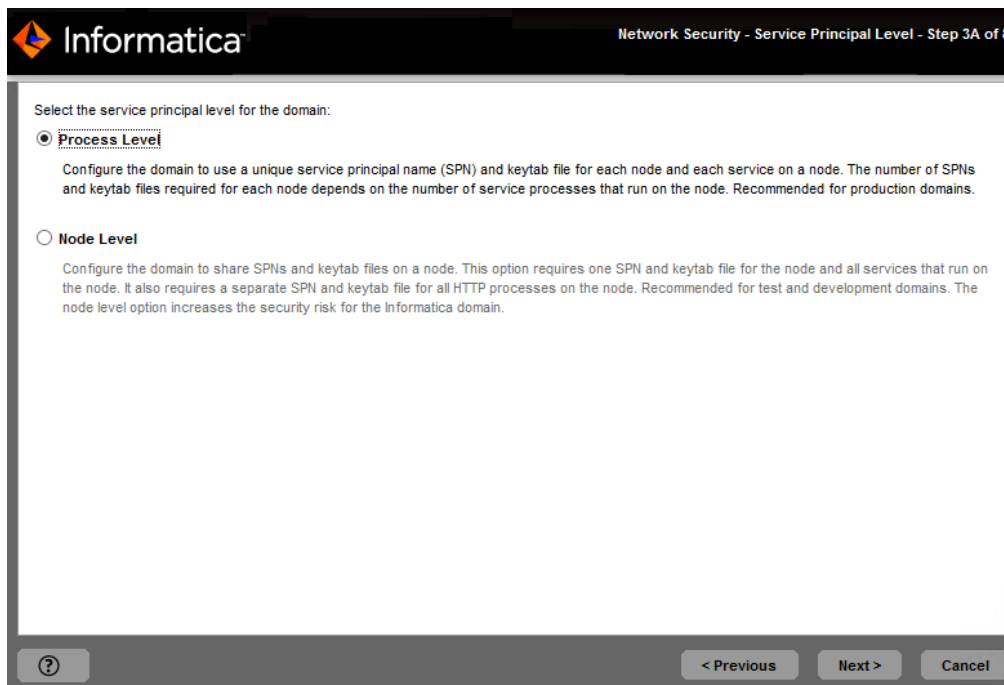 Informatica
Network Security - Service Principal Level - Step 3A of
Select the service principal level for the domain:
Process Level
Configure the domain to use a unique service principal name (SPN) and keytab file for each node and each service on a node. The number of SPNs
and keytab files required for each node depends on the number of service processes that run on the node. Recommended for production domains.
Node Level
Configure the domain to share SPNs and keytab files on a node. This option requires one SPN and keytab file for the node and all services that run on
the node. It also requires a separate SPN and keytab file for all HTTP processes on the node. Recommended for test and development domains. The
node level option increases the security risk for the Informatica domain.
?
< Previous
Next >
Cancel